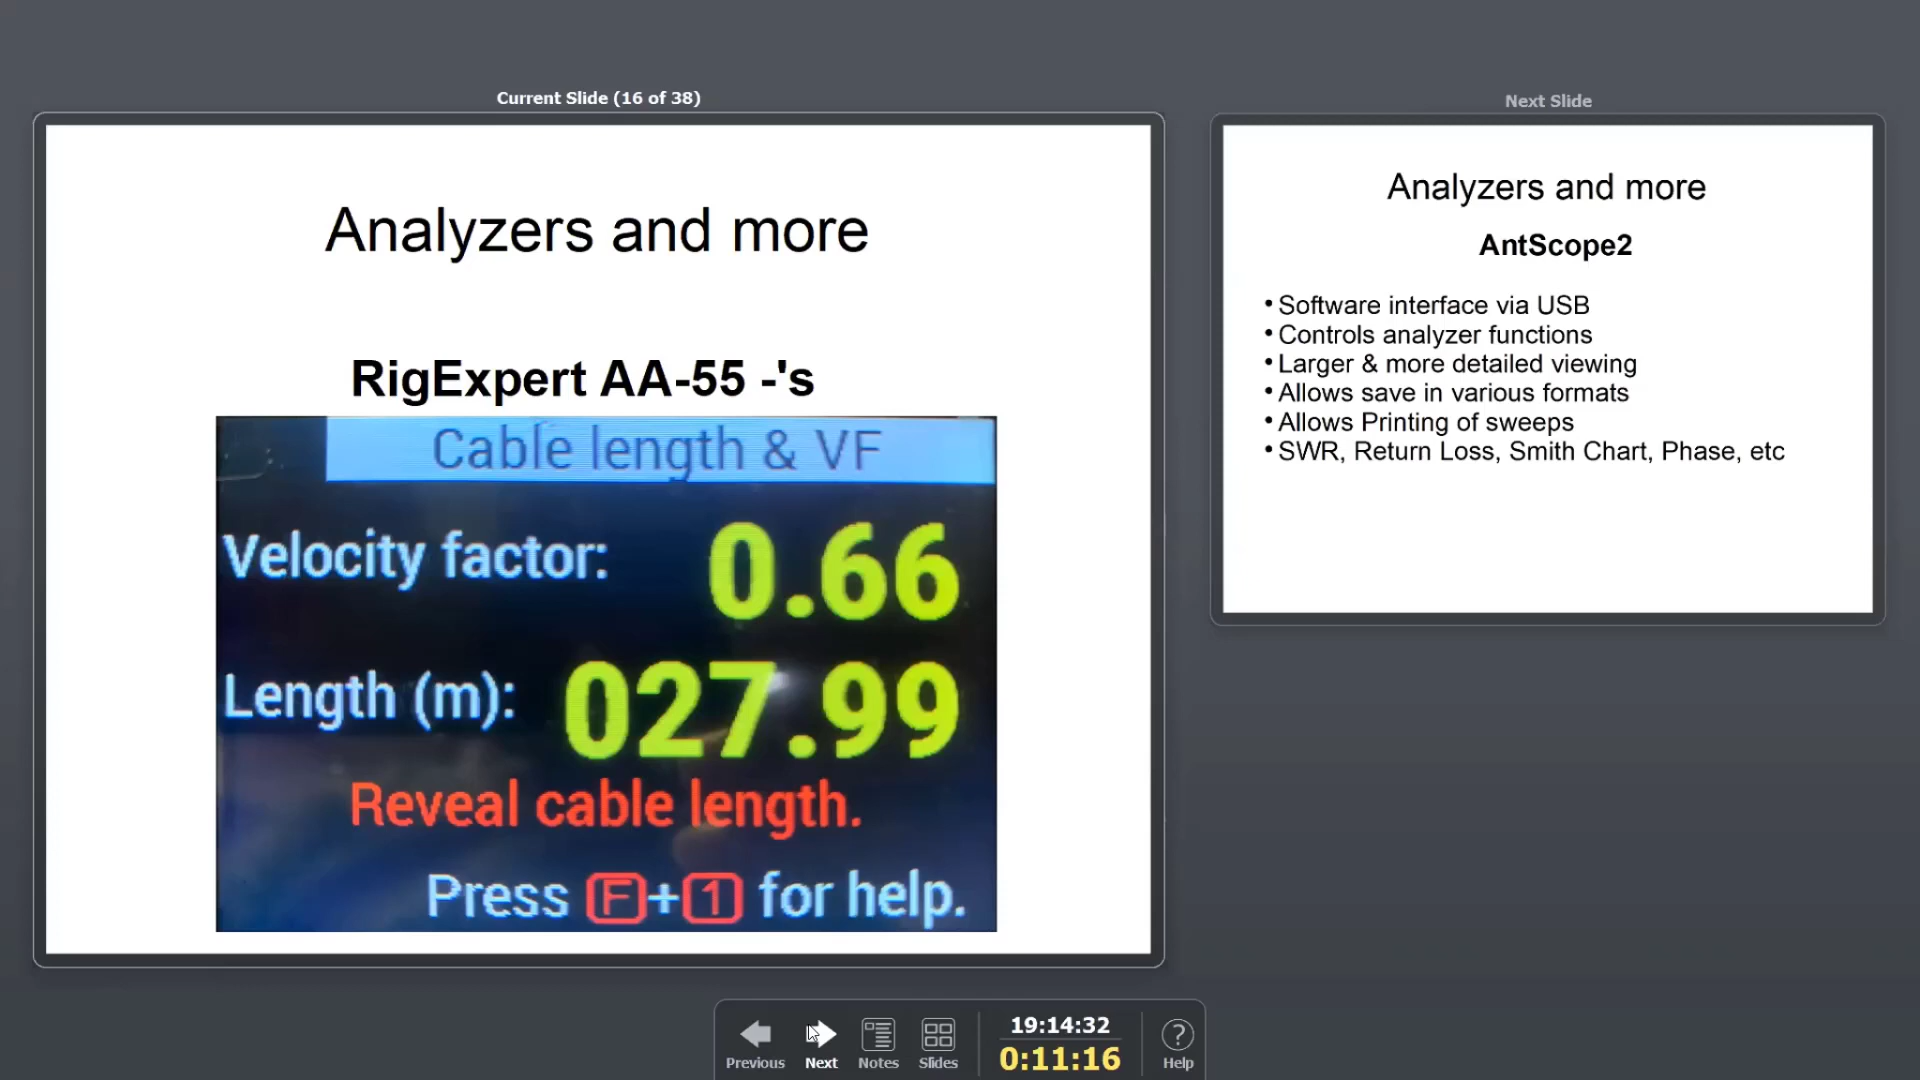 Current Slide (16 of 38)
Analyzers and more
RigExpert AA-55 -'s
Cable length & VF
Velocity factor: 0.66
Length (m): 027.99
Reveal cable length.
Press F+1 for help.
Next Slide
Analyzers and more
AntScope2
• Software interface via USB
• Controls analyzer functions
• Larger & more detailed viewing
• Allows save in various formats
• Allows Printing of sweeps
• SWR, Return Loss, Smith Chart, Phase, etc
Previous Next Notes Slides 19:14:32 Help
0:11:16